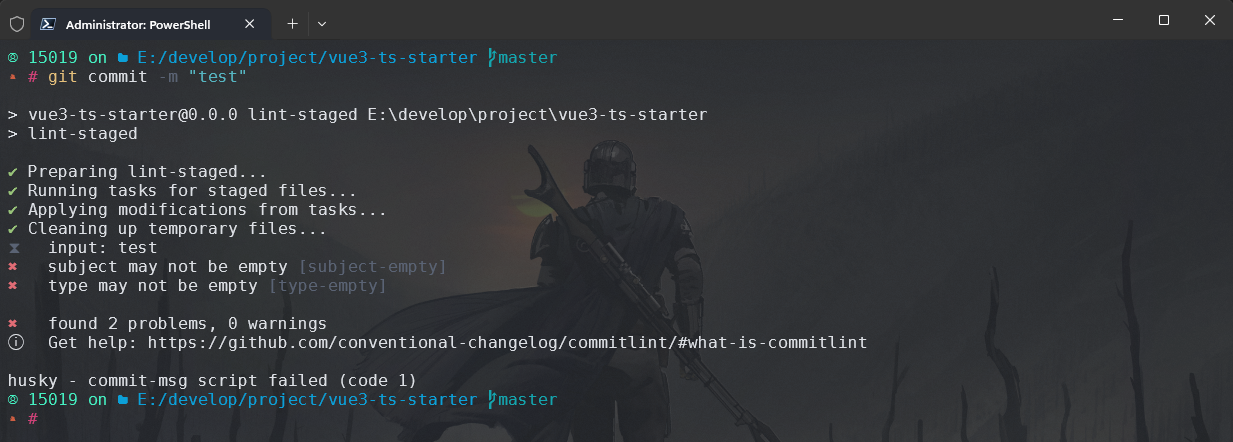 Administrator: PowerShell
15019 on E:/develop/project/vue3-ts-starter master
# git commit -m "test"
> vue3-ts-starter@0.0.0 lint-staged E:\develop\project\vue3-ts-starter
> lint-staged
✔ Preparing lint-staged...
✔ Running tasks for staged files...
✔ Applying modifications from tasks...
✔ Cleaning up temporary files...
⧗ input: test
✖ subject may not be empty [subject-empty]
✖ type may not be empty [type-empty]
✖ found 2 problems, 0 warnings
ⓘ Get help: https://github.com/conventional-changelog/commitlint/#what-is-commitlint
husky - commit-msg script failed (code 1)
15019 on E:/develop/project/vue3-ts-starter master
#